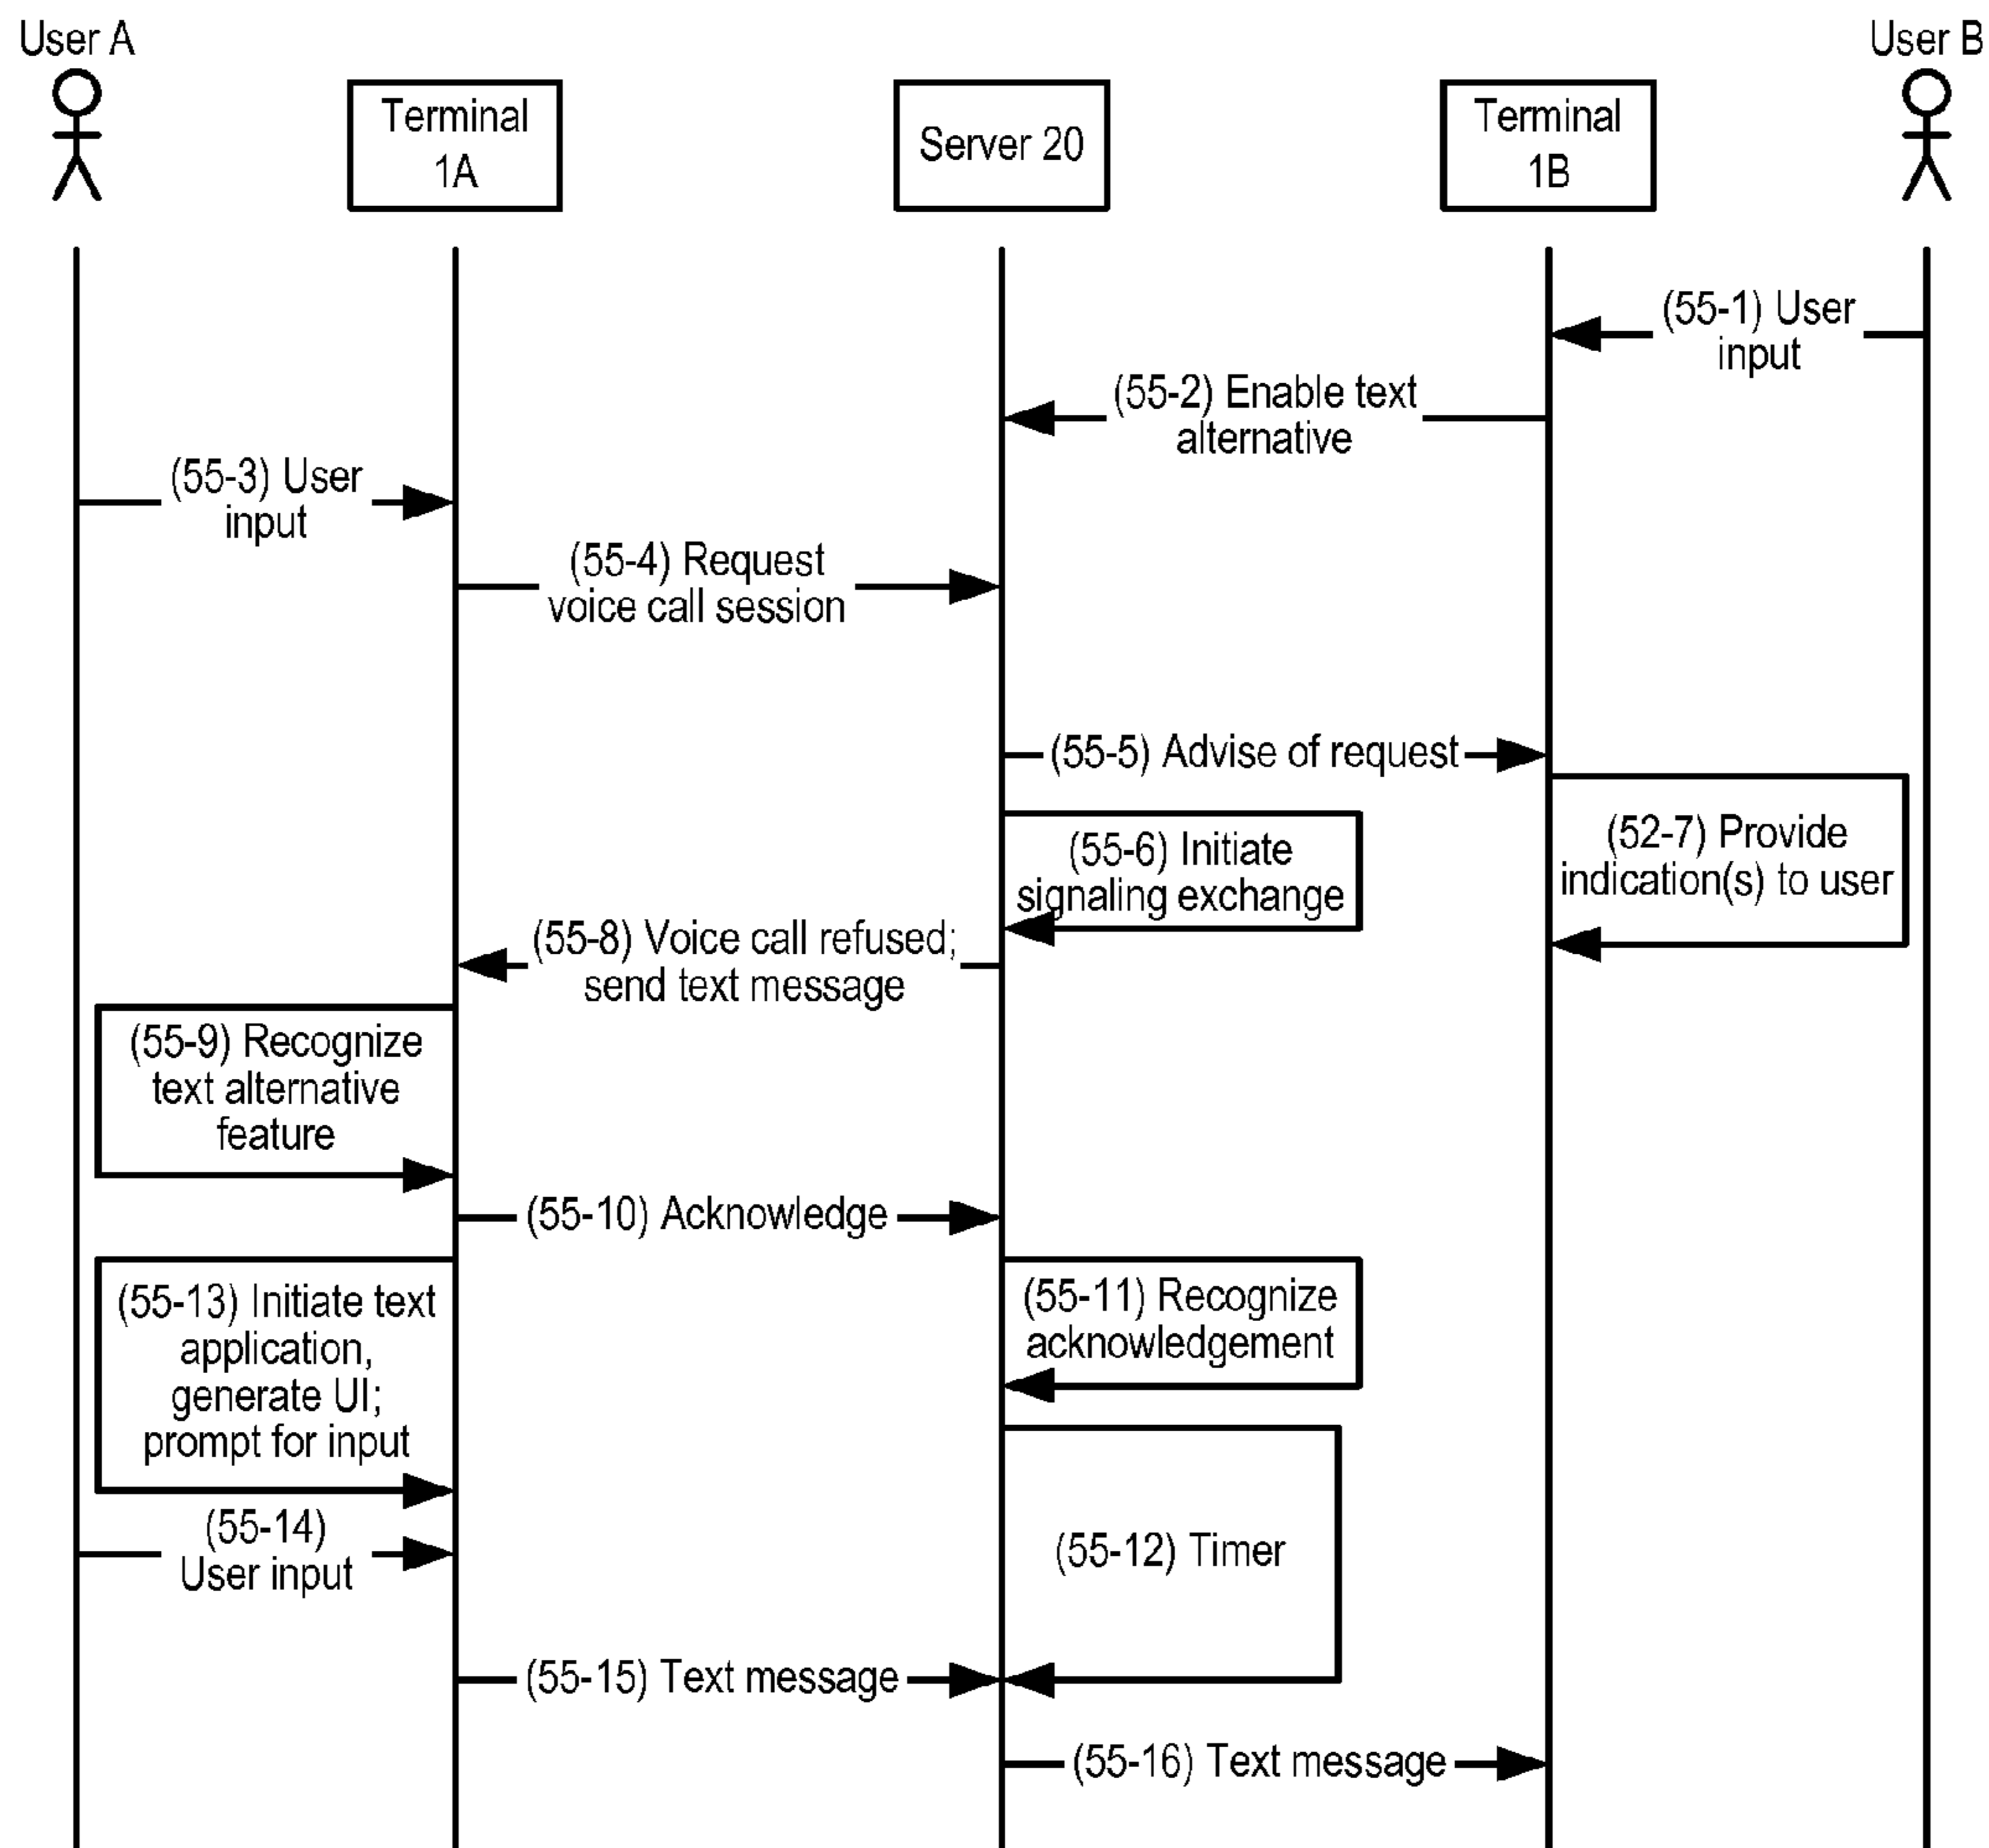 User A
User B
Terminal
1A
Server 20
Terminal
1B
(55-1) User
input
(55-2) Enable text
alternative
(55-3) User
input
(55-4) Request
voice call session
(55-5) Advise of request
(52-7) Provide
indication(s) to user
(55-6) Initiate
signaling exchange
(55-8) Voice call refused;
send text message
(55-9) Recognize
text alternative
feature
(55-10) Acknowledge
(55-13) Initiate text
application,
generate UI;
prompt for input
(55-11) Recognize
acknowledgement
(55-14)
User input
(55-12) Timer
(55-15) Text message
(55-16) Text message